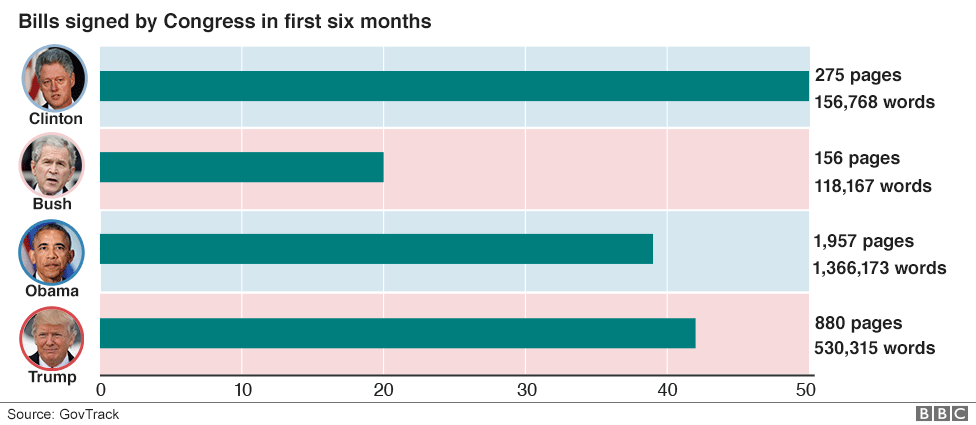 Bills signed by Congress in first six months
Clinton
275 pages
156,768 words
Bush
156 pages
118,167 words
Obama
1,957 pages
1,366,173 words
Trump
880 pages
530,315 words
0 10 20 30 40 50
Source: GovTrack
BBC